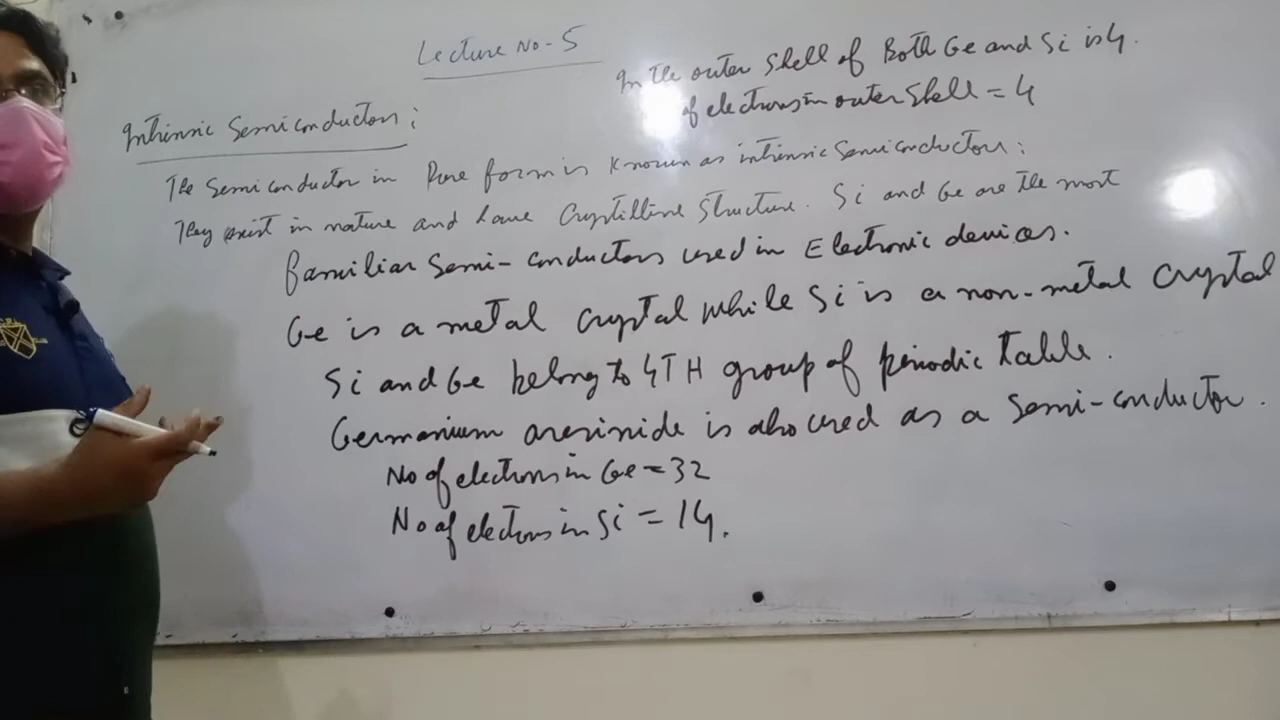 Lecture No-5
In the outer shell of Both Ge and Si is 4.
of electrons in outer shell = 4
Intrinsic Semiconductors:
The semiconductor in Pure form is known as intrinsic semiconductor:
They exist in nature and have Crystilline Structure. Si and Ge are the most
familiar semi-conductors used in Electronic devices.
Ge is a metal crystal while Si is a non-metal crystal
Si and Ge belong to 4TH group of periodic table.
Germanium is also used as a semi-conductor.
No of electrons in Ge = 32
No of electrons in Si = 14.